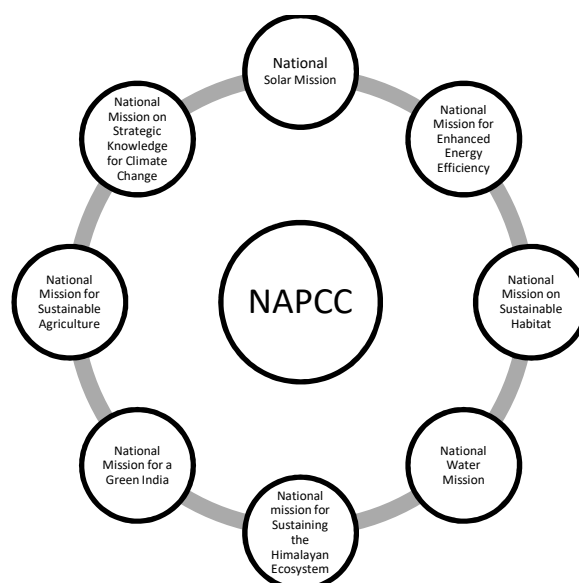 National
Solar Mission
National
Mission for
Enhanced
Energy
Efficiency
National
Mission on
Sustainable
Habitat
National
Water
Mission
National
mission for
Sustaining
the
Himalayan
Ecosystem
National
Mission for a
Green India
National
Mission for
Sustainable
Agriculture
National
Mission on
Strategic
Knowledge
for Climate
Change
NAPCC